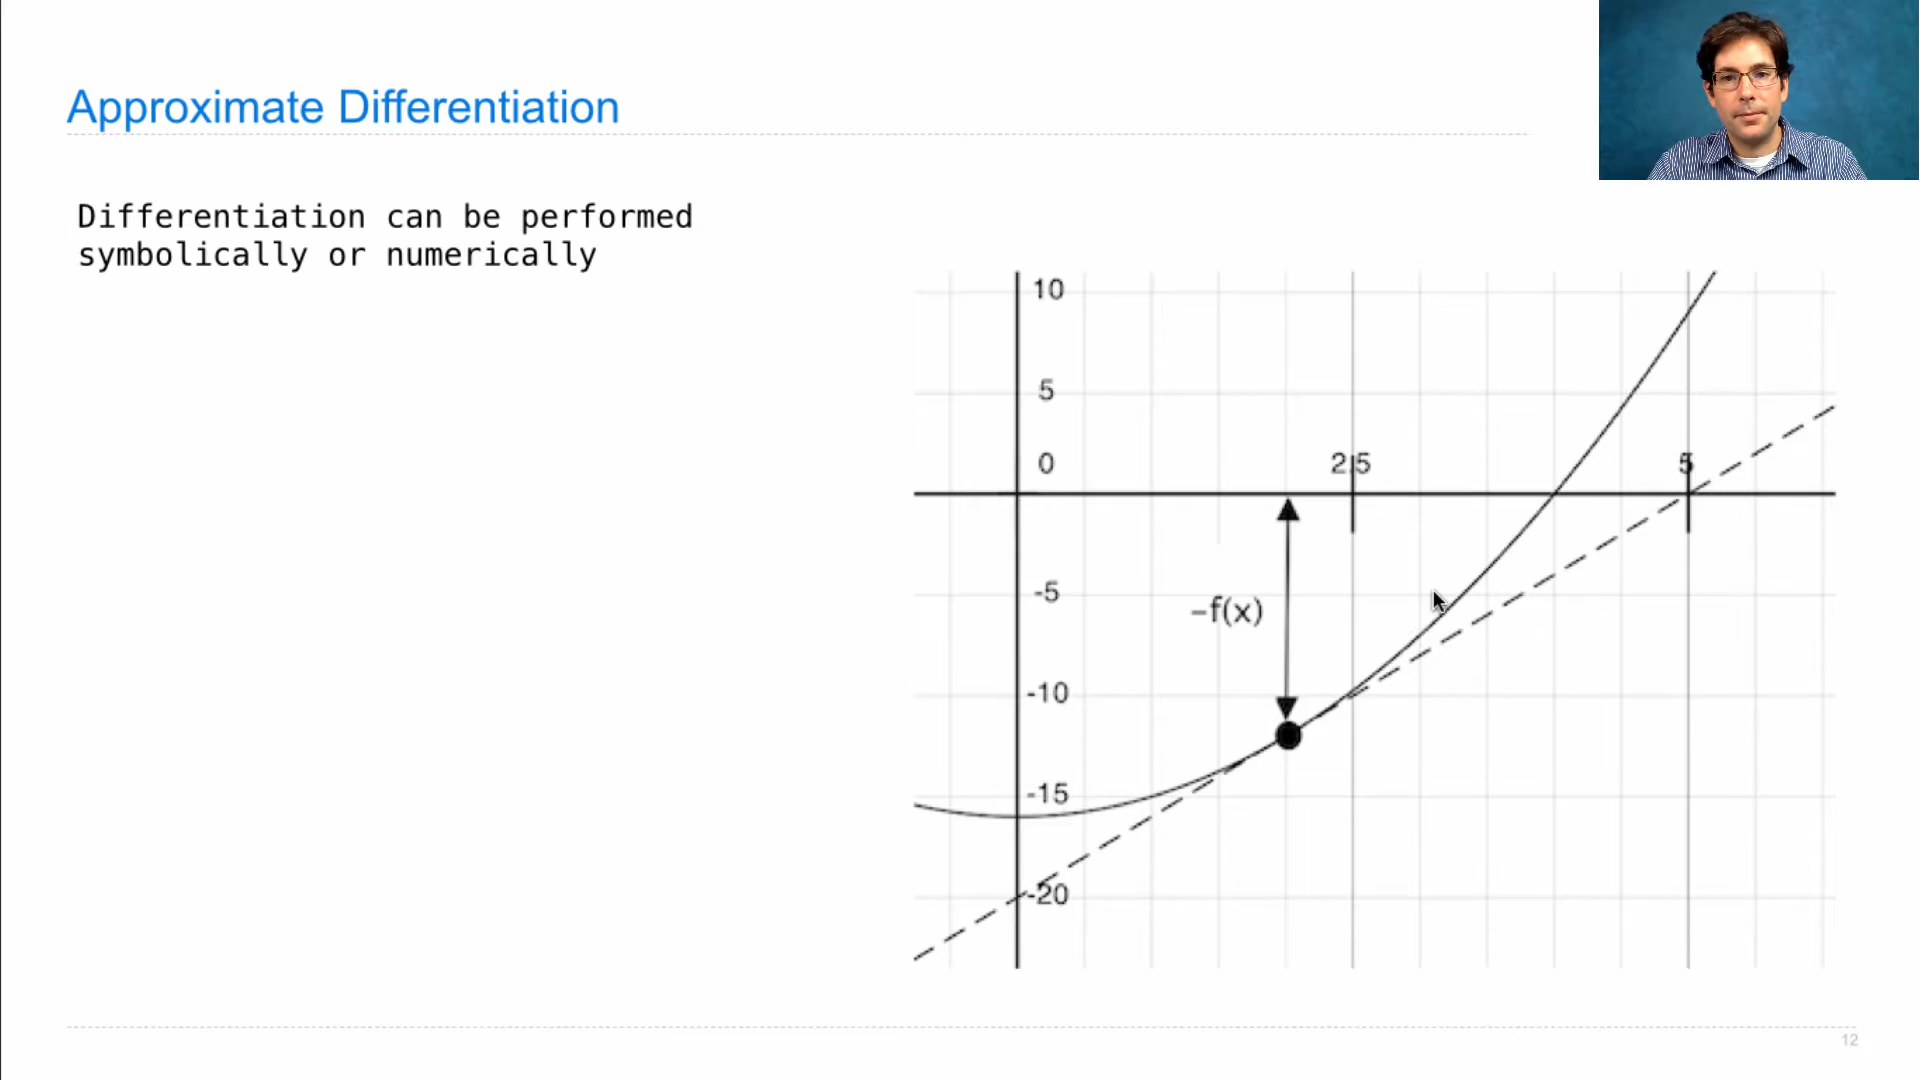 Approximate Differentiation
Differentiation can be performed
symbolically or numerically
10
5
0
2.5
5
-5
–f(x)
-10
-15
-20
12